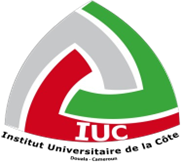 IUC
Institut Universitaire de la Côte
Douala - Cameroun